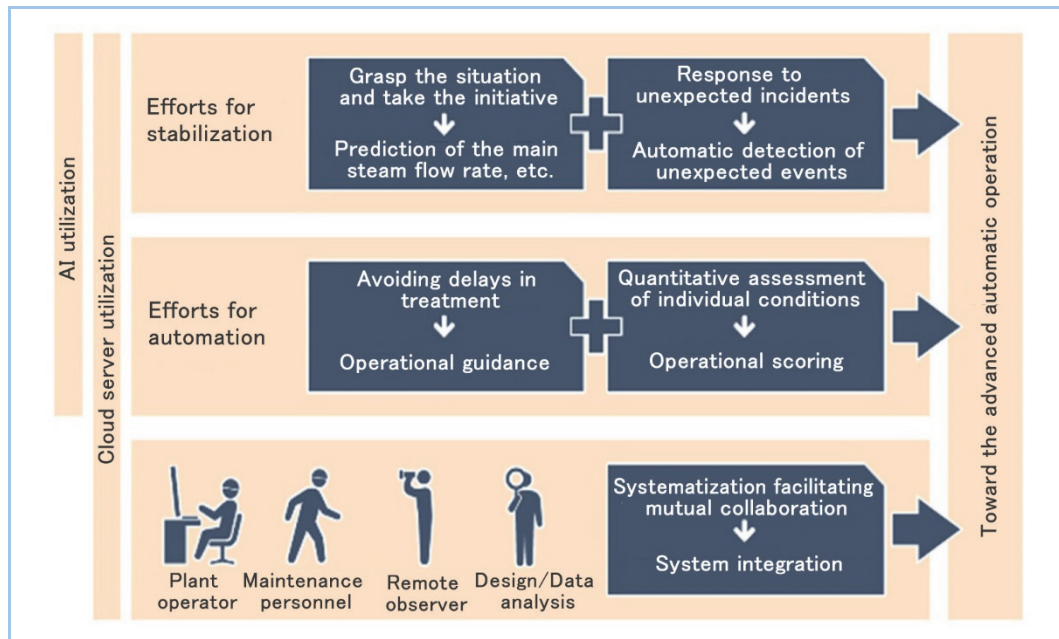 AI utilization
Cloud server utilization
Efforts for
stabilization
Grasp the situation
and take the initiative
Prediction of the main
steam flow rate, etc.
Response to
unexpected incidents
Automatic detection of
unexpected events
Efforts for
automation
Avoiding delays in
treatment
Operational guidance
Quantitative assessment
of individual conditions
Operational scoring
Plant
operator
Maintenance
personnel
Remote
observer
Design/Data
analysis
Systematization facilitating
mutual collaboration
System integration
Toward the advanced automatic operation